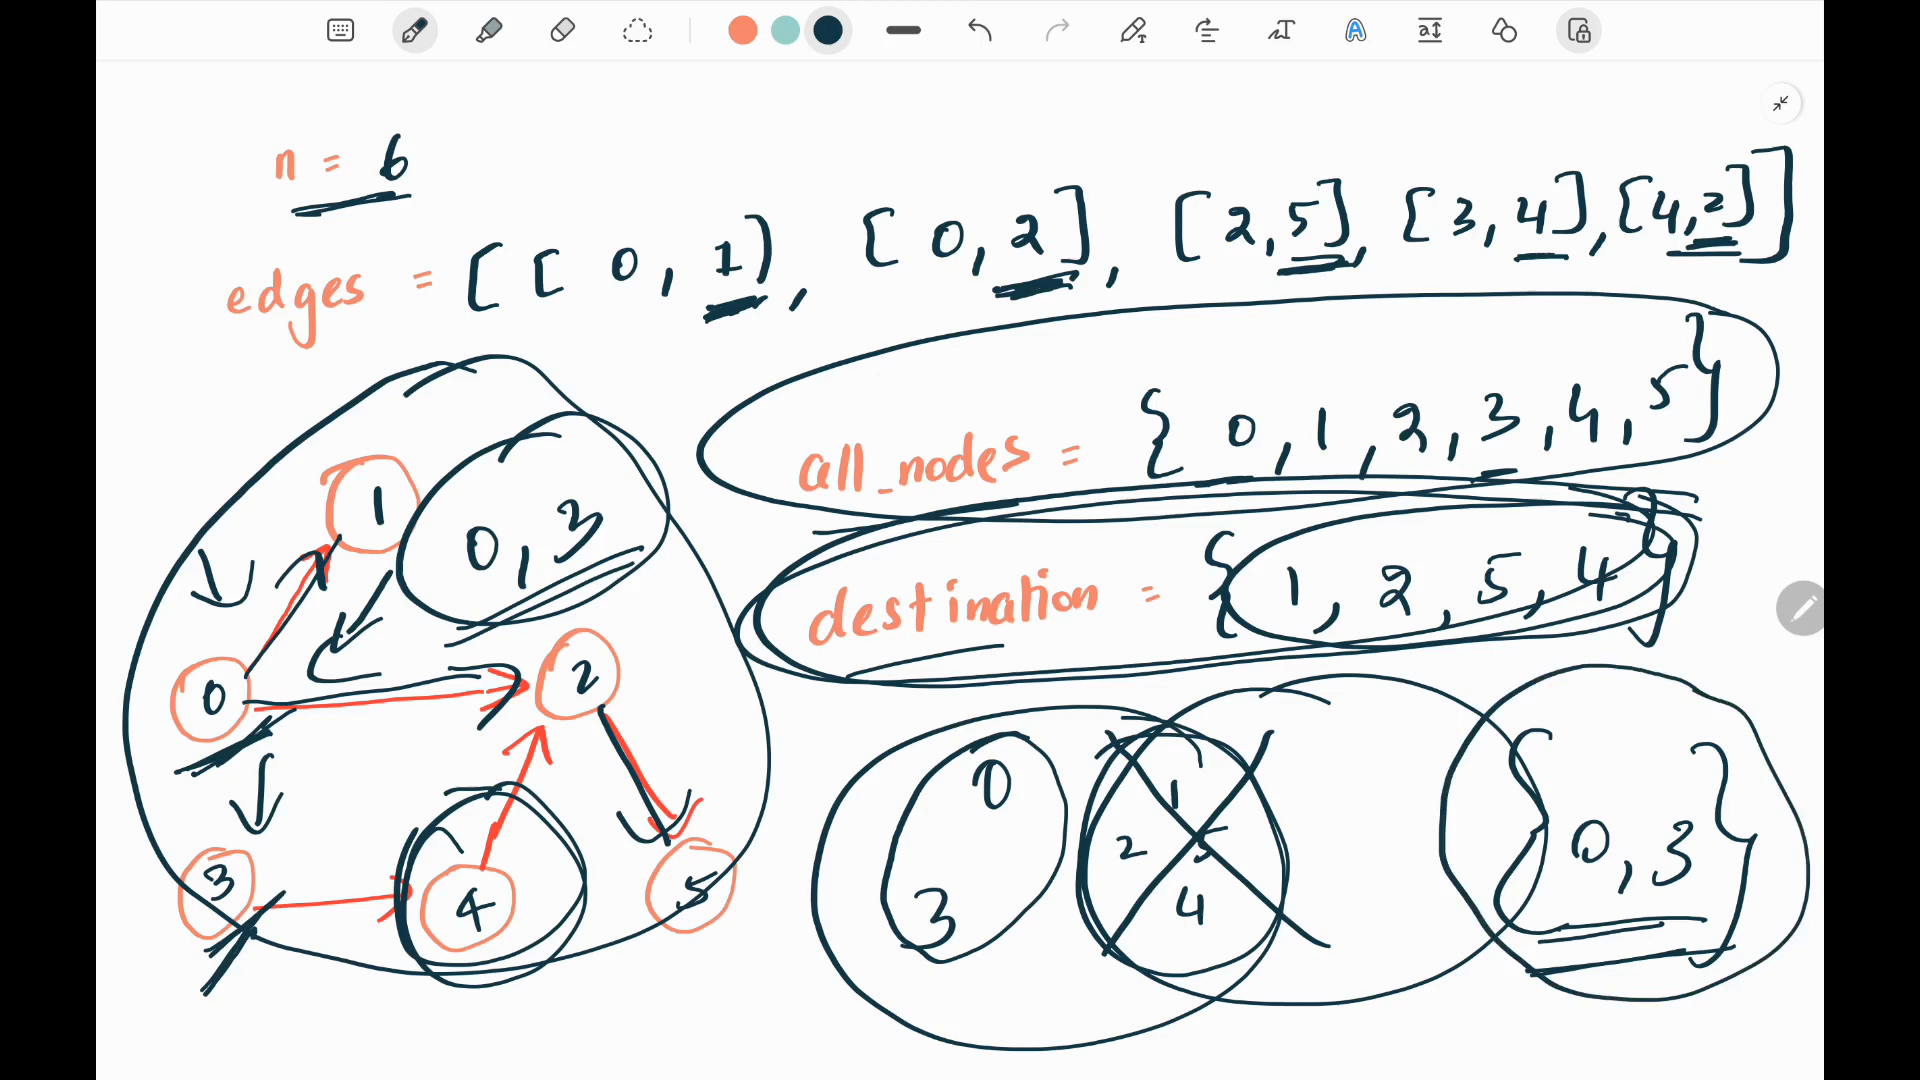 n = 6
edges = [ [ 0, 1 ), [ 0, 2 ], [ 2, 5 ], [ 3, 4 ], [ 4, 2 ] ]
all_nodes = { 0, 1, 2, 3, 4, 5 }
destination = { 1, 2, 5, 4 }
1
0, 3
0
2
3
4
5
0
3
1
2 5
4
{ 0, 3 }